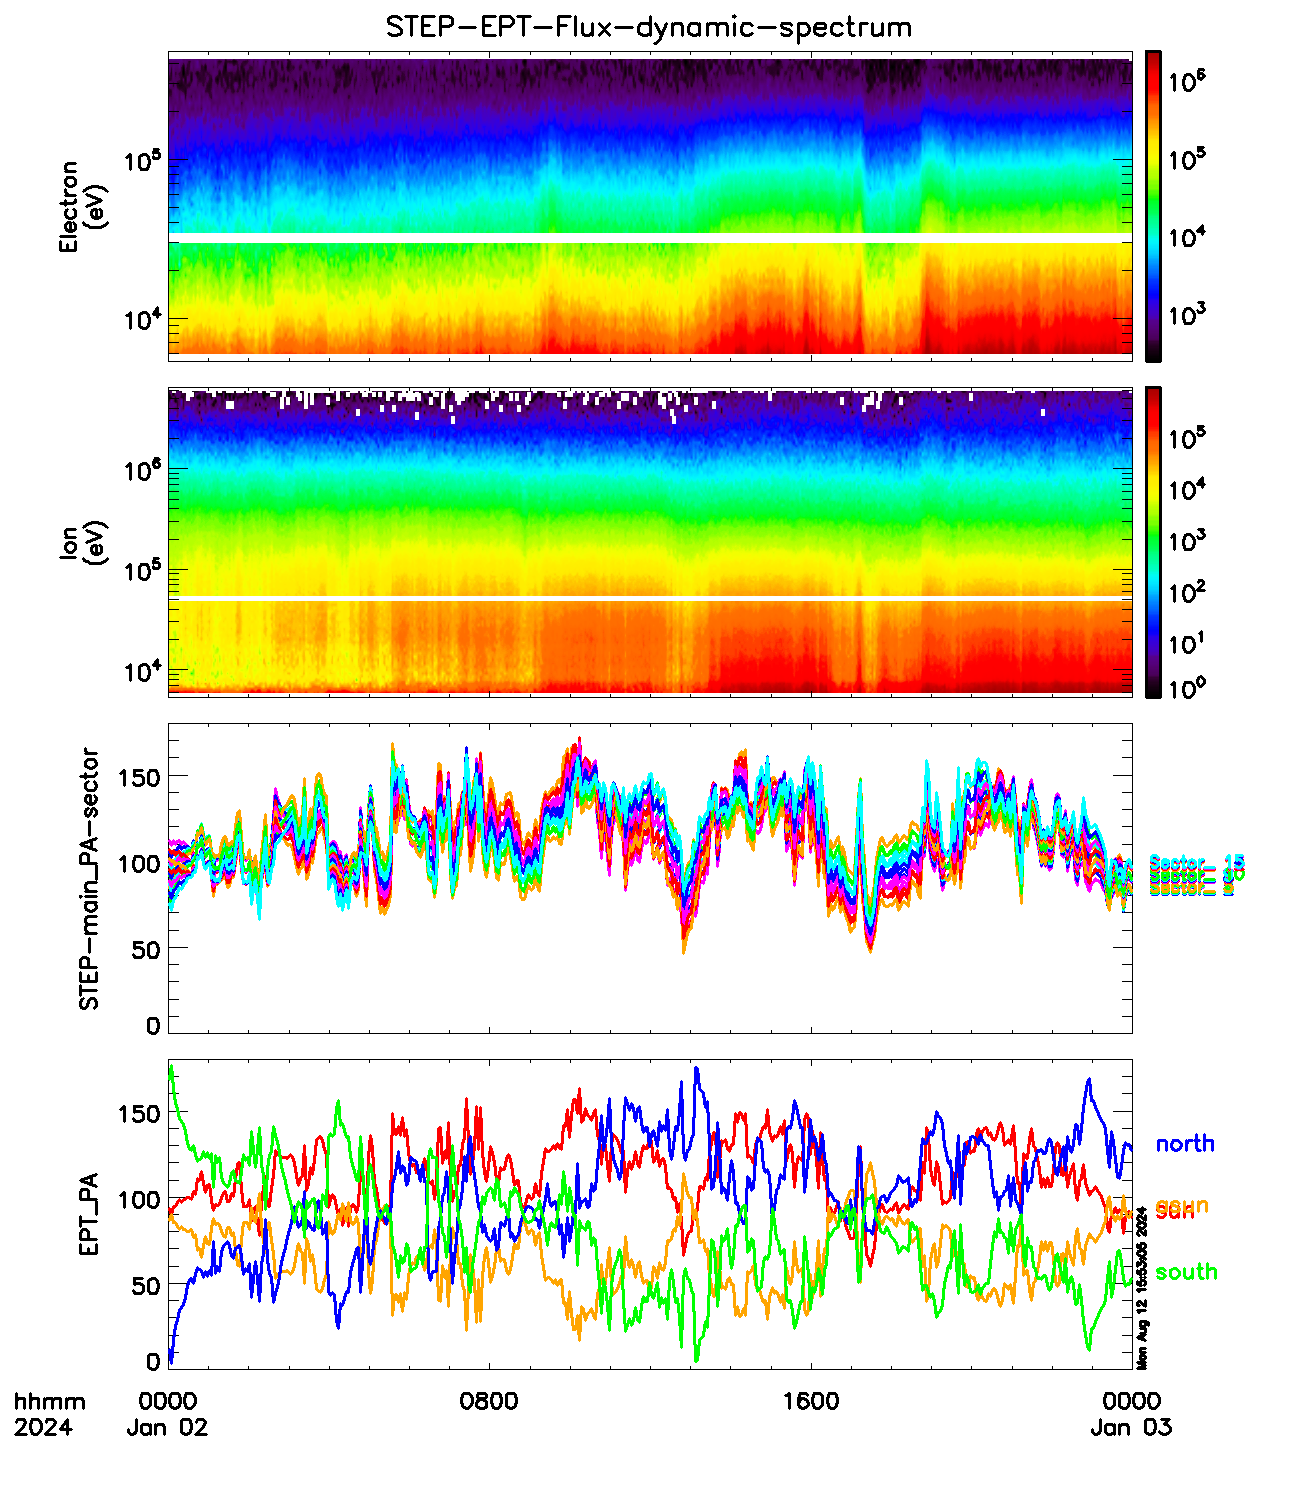 STEP-EPT-Flux-dynamic-spectrum
Electron
(eV)
10^5
10^4
10^6
10^5
10^4
10^3
Ion
(eV)
10^6
10^5
10^4
10^5
10^4
10^3
10^2
10^1
10^0
STEP-main_PA-sector
150
100
50
0
Sector_ 15
EPT_PA
150
100
50
0
north
sun
south
Mon Aug 12 15:53:05 2024
hhmm
2024
0000
Jan 02
0800
1600
0000
Jan 03